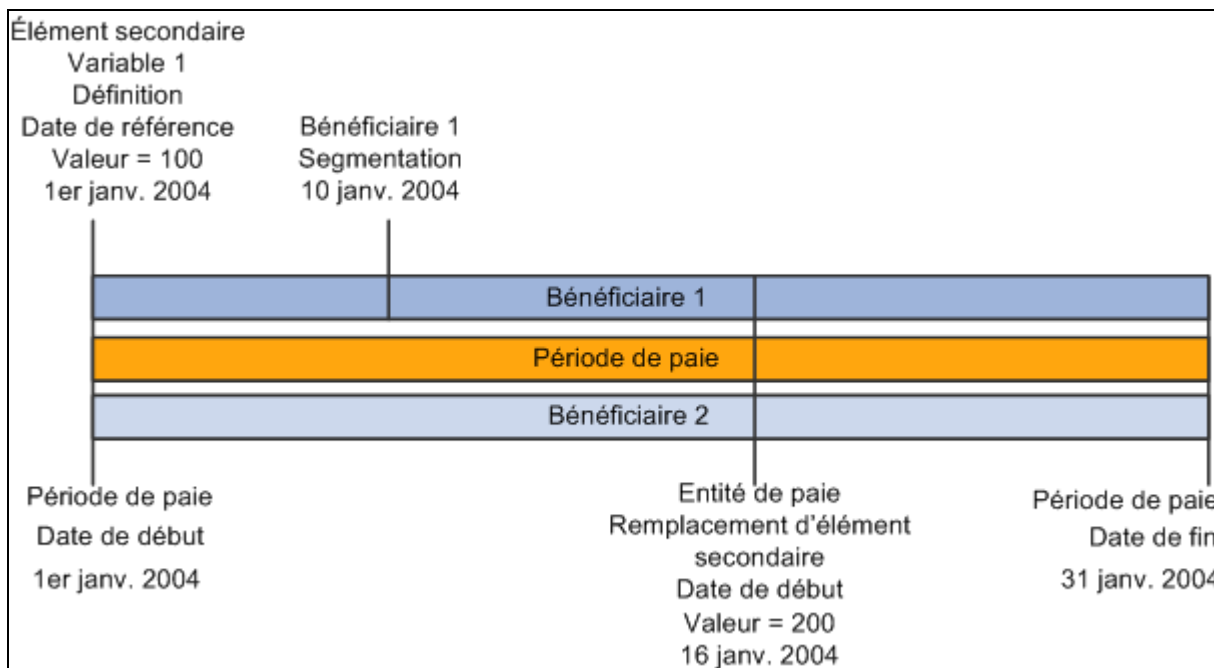 Élément secondaire
Variable 1
Définition
Date de référence
Valeur = 100
1er janv. 2004
Bénéficiaire 1
Segmentation
10 janv. 2004
Bénéficiaire 1
Période de paie
Bénéficiaire 2
Période de paie
Date de début
1er janv. 2004
Entité de paie
Remplacement d'élément
secondaire
Date de début
Valeur = 200
16 janv. 2004
Période de paie
Date de fin
31 janv. 2004